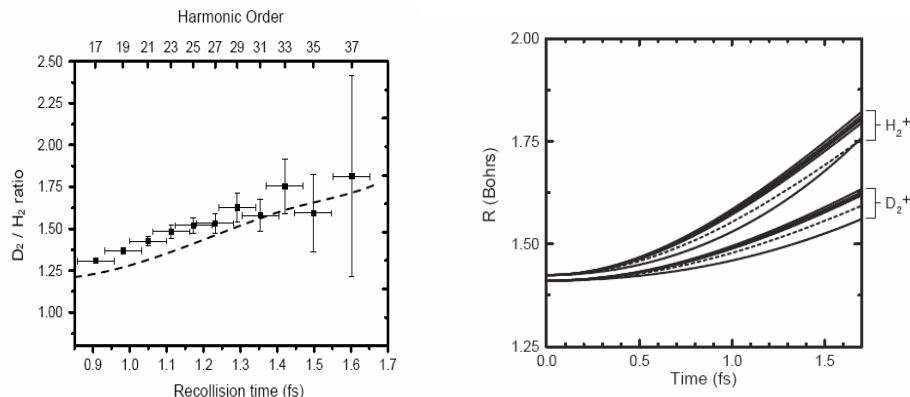 Harmonic Order
17 19 21 23 25 27 29 31 33 35 37
D₂ / H₂ ratio
2.50
2.25
2.00
1.75
1.50
1.25
1.00
0.9 1.0 1.1 1.2 1.3 1.4 1.5 1.6 1.7
Recollision time (fs)
R (Bohrs)
2.00
1.75
1.50
1.25
H₂⁺
D₂⁺
0.0 0.5 1.0 1.5
Time (fs)